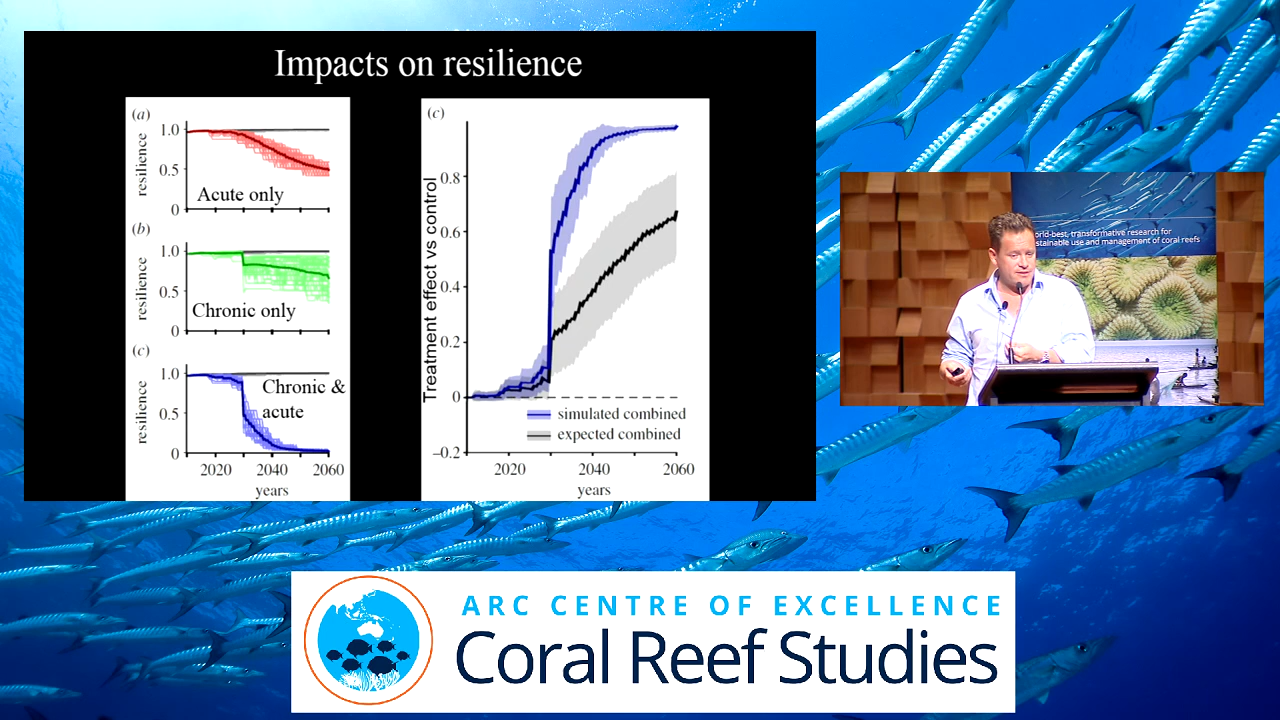 Impacts on resilience
(a)
1.0
0.5
0
resilience
Acute only
(b)
1.0
0.5
0
resilience
Chronic only
(c)
1.0
0.5
0
resilience
Chronic &
acute
2020 2040 2060
years
(c)
Treatment effect vs control
0.8
0.6
0.4
0.2
0
–0.2
simulated combined
expected combined
2020 2040 2060
years
orld-best, transformative research for
stainable use and management of coral reefs
ARC CENTRE OF EXCELLENCE
Coral Reef Studies